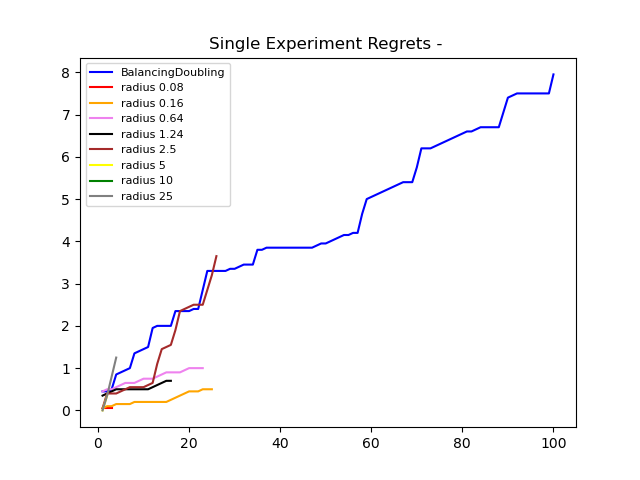 Single Experiment Regrets -
BalancingDoubling
radius 0.08
radius 0.16
radius 0.64
radius 1.24
radius 2.5
radius 5
radius 10
radius 25
8
7
6
5
4
3
2
1
0
0 20 40 60 80 100